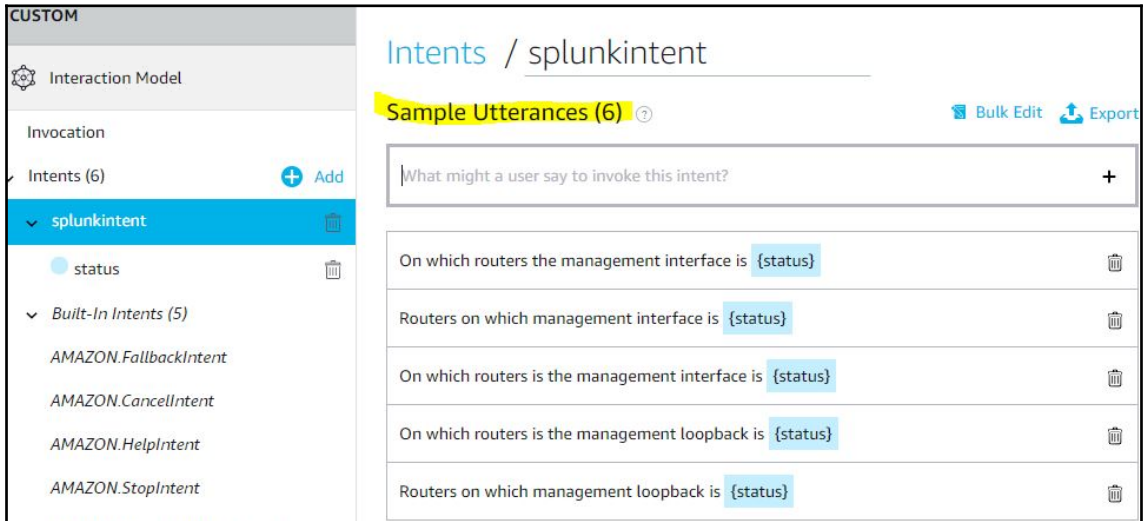 CUSTOM
Interaction Model
Invocation
Intents (6)
Add
splunkintent
status
Built-In Intents (5)
AMAZON.FallbackIntent
AMAZON.CancelIntent
AMAZON.HelpIntent
AMAZON.StopIntent
Intents / splunkintent
Sample Utterances (6) ?
Bulk Edit
Export
What might a user say to invoke this intent?
+
On which routers the management interface is {status}
Routers on which management interface is {status}
On which routers is the management interface is {status}
On which routers is the management loopback is {status}
Routers on which management loopback is {status}